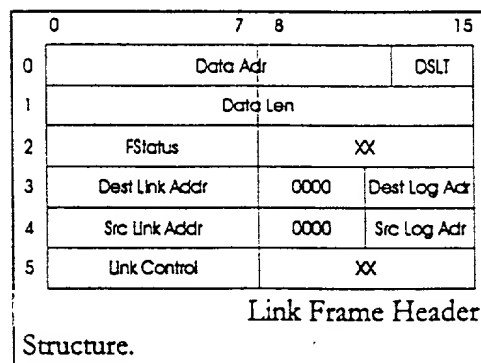 0 7 8 15
0 Data Adr DSLT
1 Data Len
2 FStatus XX
3 Dest Link Addr 0000 Dest Log Adr
4 Src Link Addr 0000 Src Log Adr
5 Link Control XX
Link Frame Header
Structure.